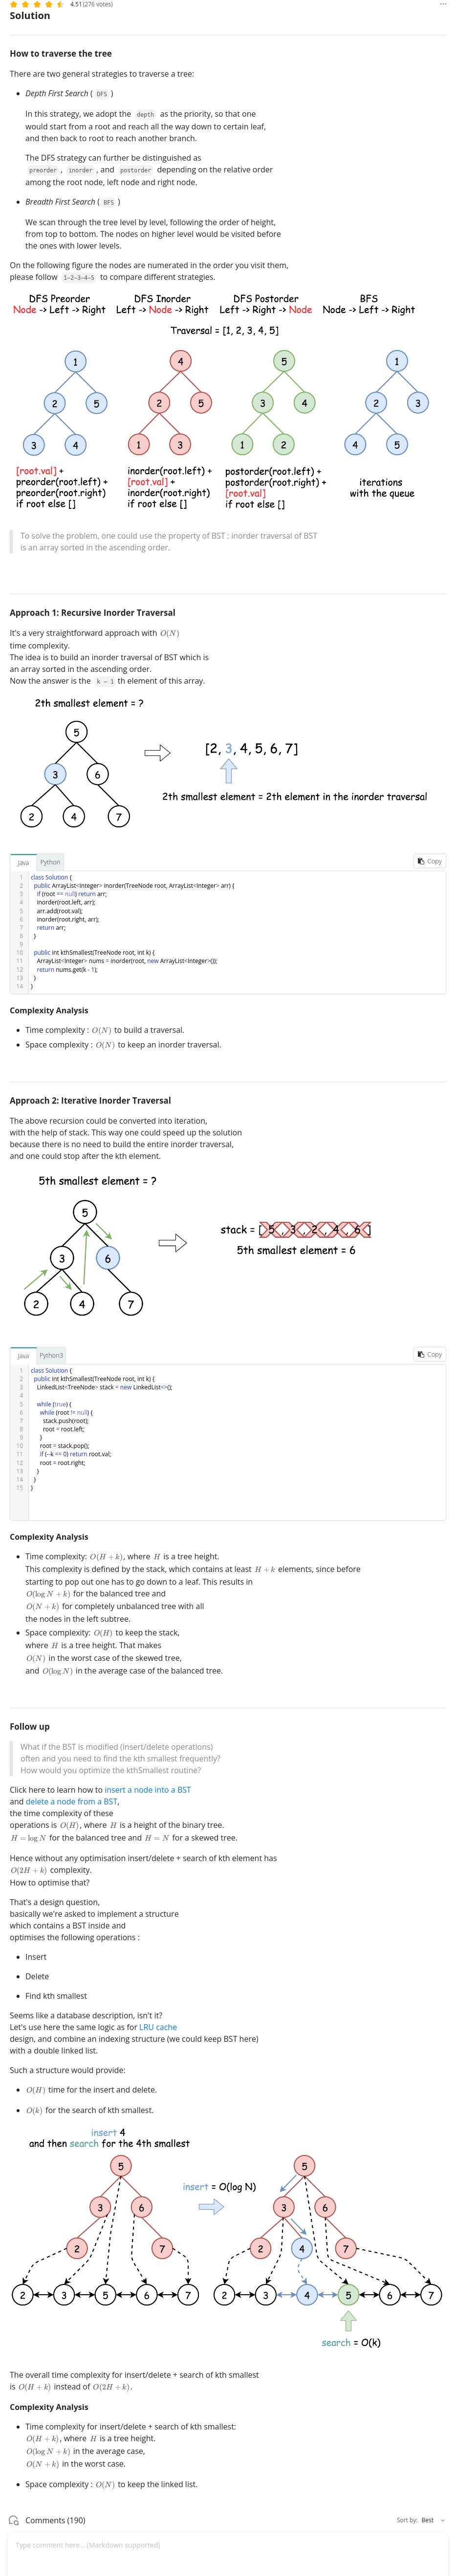 4.51 (276 votes)
Solution
How to traverse the tree
There are two general strategies to traverse a tree:
Depth First Search ( DFS )
In this strategy, we adopt the depth as the priority, so that one
would start from a root and reach all the way down to certain leaf,
and then back to root to reach another branch.
The DFS strategy can further be distinguished as
preorder , inorder , and postorder depending on the relative order
among the root node, left node and right node.
Breadth First Search ( BFS )
We scan through the tree level by level, following the order of height,
from top to bottom. The nodes on higher level would be visited before
the ones with lower levels.
On the following figure the nodes are numerated in the order you visit them,
please follow 1-2-3-4-5 to compare different strategies.
DFS Preorder DFS Inorder DFS Postorder BFS
Node -> Left -> Right Left -> Node -> Right Left -> Right -> Node Node -> Left -> Right
Traversal = [1, 2, 3, 4, 5]
1 4 5 1
2 5 2 5 3 4 2 3
3 4 1 3 1 2 4 5
[root.val] +
preorder(root.left) +
preorder(root.right)
if root else []
inorder(root.left) +
[root.val] +
inorder(root.right)
if root else []
postorder(root.left) +
postorder(root.right) +
[root.val]
if root else []
iterations
with the queue
To solve the problem, one could use the property of BST : inorder traversal of BST
is an array sorted in the ascending order.
Approach 1: Recursive Inorder Traversal
It's a very straightforward approach with O(N)
time complexity.
The idea is to build an inorder traversal of BST which is
an array sorted in the ascending order.
Now the answer is the k - 1 th element of this array.
2th smallest element = ?
5
3 6
2 4 7
[2, 3, 4, 5, 6, 7]
2th smallest element = 2th element in the inorder traversal
Java Python Copy
1 class Solution {
2 public ArrayList<Integer> inorder(TreeNode root, ArrayList<Integer> arr) {
3 if (root == null) return arr;
4 inorder(root.left, arr);
5 arr.add(root.val);
6 inorder(root.right, arr);
7 return arr;
8 }
9
10 public int kthSmallest(TreeNode root, int k) {
11 ArrayList<Integer> nums = inorder(root, new ArrayList<Integer>());
12 return nums.get(k - 1);
13 }
14 }
Complexity Analysis
Time complexity : O(N) to build a traversal.
Space complexity : O(N) to keep an inorder traversal.
Approach 2: Iterative Inorder Traversal
The above recursion could be converted into iteration,
with the help of stack. This way one could speed up the solution
because there is no need to build the entire inorder traversal,
and one could stop after the kth element.
5th smallest element = ?
5
3 6
2 4 7
stack = [ 5 , 3 , 2 , 4 , 6 ]
5th smallest element = 6
Java Python3 Copy
1 class Solution {
2 public int kthSmallest(TreeNode root, int k) {
3 LinkedList<TreeNode> stack = new LinkedList<>();
4
5 while (true) {
6 while (root != null) {
7 stack.push(root);
8 root = root.left;
9 }
10 root = stack.pop();
11 if (--k == 0) return root.val;
12 root = root.right;
13 }
14 }
15 }
Complexity Analysis
Time complexity: O(H + k), where H is a tree height.
This complexity is defined by the stack, which contains at least H + k elements, since before
starting to pop out one has to go down to a leaf. This results in
O(log N + k) for the balanced tree and
O(N + k) for completely unbalanced tree with all
the nodes in the left subtree.
Space complexity: O(H) to keep the stack,
where H is a tree height. That makes
O(N) in the worst case of the skewed tree,
and O(log N) in the average case of the balanced tree.
Follow up
What if the BST is modified (insert/delete operations)
often and you need to find the kth smallest frequently?
How would you optimize the kthSmallest routine?
Click here to learn how to insert a node into a BST
and delete a node from a BST,
the time complexity of these
operations is O(H), where H is a height of the binary tree.
H = log N for the balanced tree and H = N for a skewed tree.
Hence without any optimisation insert/delete + search of kth element has
O(2H + k) complexity.
How to optimise that?
That's a design question,
basically we're asked to implement a structure
which contains a BST inside and
optimises the following operations :
Insert
Delete
Find kth smallest
Seems like a database description, isn't it?
Let's use here the same logic as for LRU cache
design, and combine an indexing structure (we could keep BST here)
with a double linked list.
Such a structure would provide:
O(H) time for the insert and delete.
O(k) for the search of kth smallest.
insert 4
and then search for the 4th smallest
5 5
insert = O(log N)
3 6 3 6
2 7 2 4 7
2 3 5 6 7 2 3 4 5 6 7
search = O(k)
The overall time complexity for insert/delete + search of kth smallest
is O(H + k) instead of O(2H + k).
Complexity Analysis
Time complexity for insert/delete + search of kth smallest:
O(H + k), where H is a tree height.
O(log N + k) in the average case,
O(N + k) in the worst case.
Space complexity : O(N) to keep the linked list.
Comments (190) Sort by: Best
Type comment here... (Markdown supported)